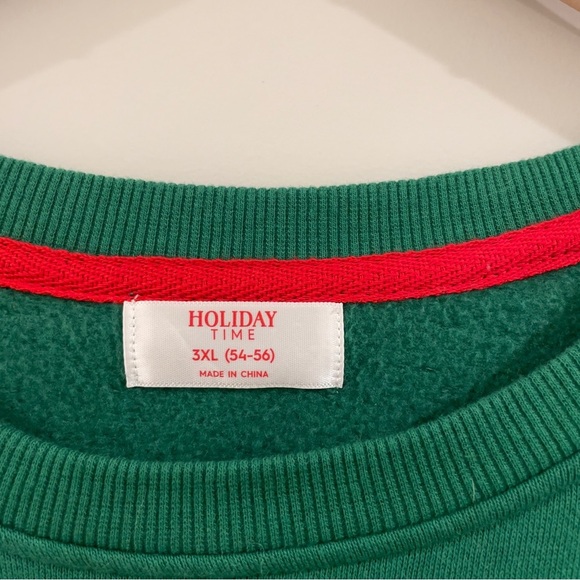 HOLIDAY
TIME
3XL (54-56)
MADE IN CHINA